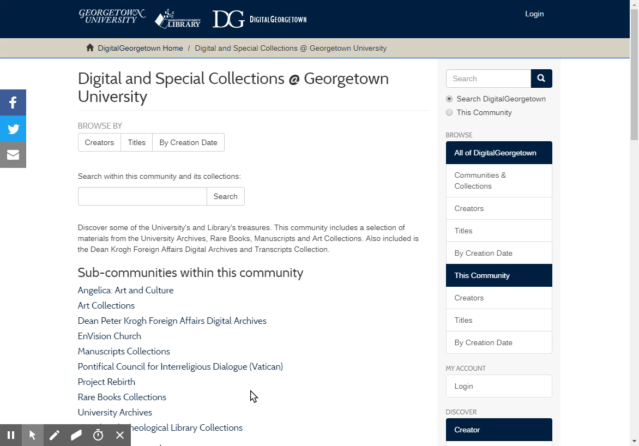 GEORGETOWN UNIVERSITY
LIBRARY
DG DIGITALGEORGETOWN
Login
DigitalGeorgetown Home / Digital and Special Collections @ Georgetown University
Digital and Special Collections @ Georgetown
University
BROWSE BY
Creators Titles By Creation Date
Search within this community and its collections:
Search
Discover some of the University's and Library's treasures. This community includes a selection of
materials from the University Archives, Rare Books, Manuscripts and Art Collections. Also included is
the Dean Krogh Foreign Affairs Digital Archives and Transcripts Collection.
Sub-communities within this community
Angelica: Art and Culture
Art Collections
Dean Peter Krogh Foreign Affairs Digital Archives
EnVision Church
Manuscripts Collections
Pontifical Council for Interreligious Dialogue (Vatican)
Project Rebirth
Rare Books Collections
University Archives
Library Collections
Search
Search DigitalGeorgetown
This Community
BROWSE
All of DigitalGeorgetown
Communities &
Collections
Creators
Titles
By Creation Date
This Community
Creators
Titles
By Creation Date
MY ACCOUNT
Login
DISCOVER
Creator